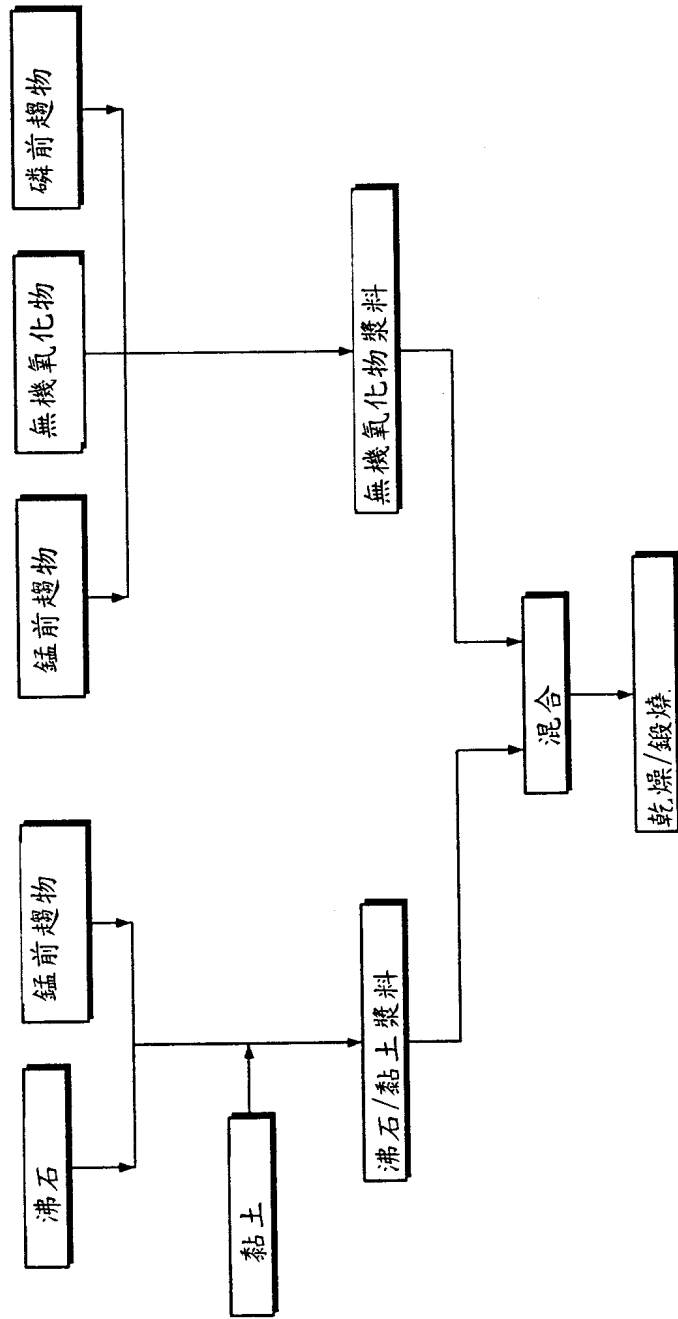 沸石
錳前趨物
錳前趨物
無機氧化物
磷前趨物
黏土
沸石/黏土漿料
無機氧化物漿料
混合
乾燥/鍛燒